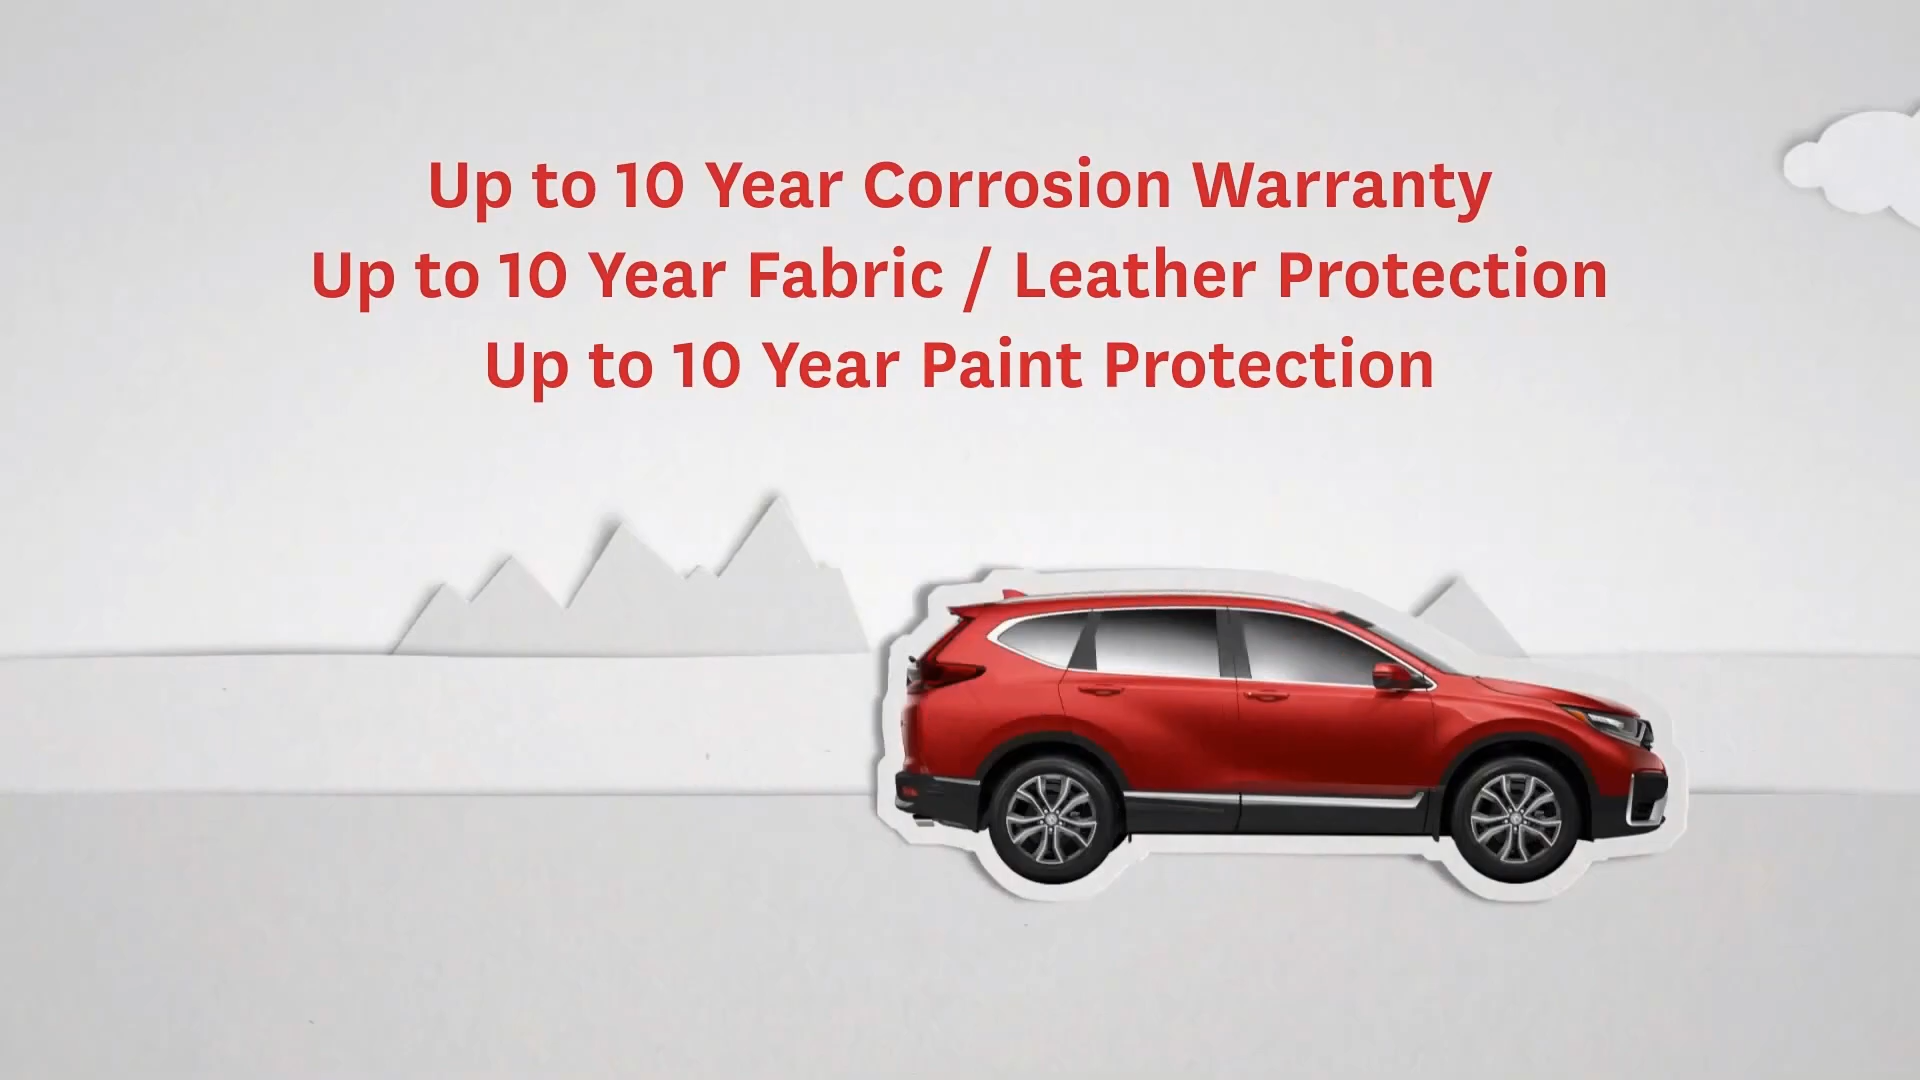 Up to 10 Year Corrosion Warranty
Up to 10 Year Fabric / Leather Protection
Up to 10 Year Paint Protection